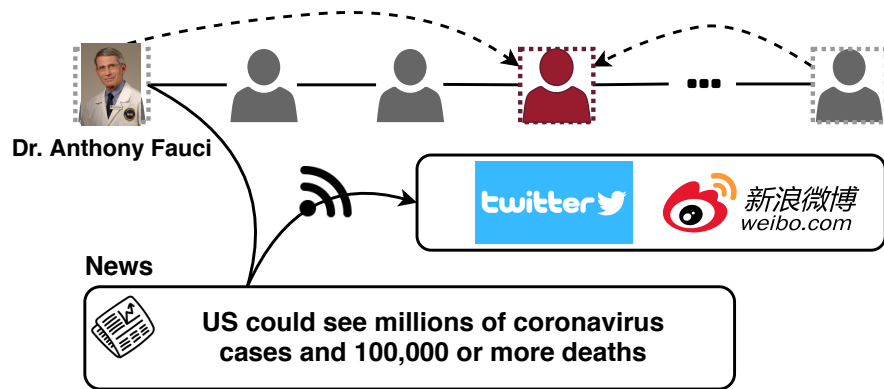 Dr. Anthony Fauci
twitter
新浪微博
weibo.com
News
US could see millions of coronavirus
cases and 100,000 or more deaths